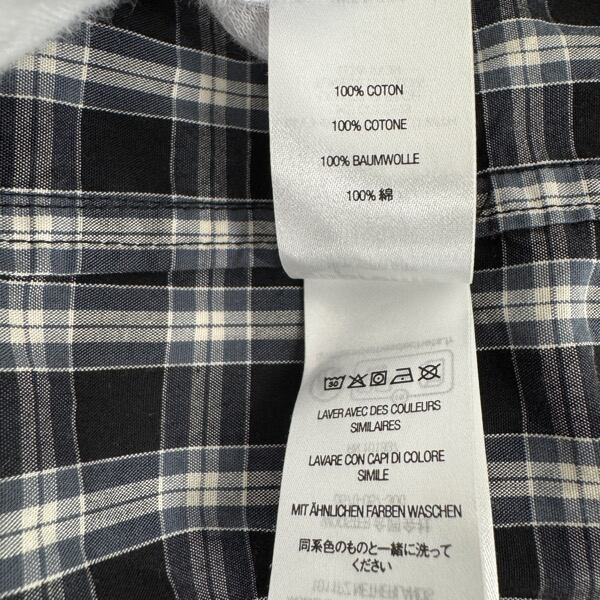 100% COTON
100% COTONE
100% BAUMWOLLE
100% 綿
30
LAVER AVEC DES COULEURS
SIMILAIRES
LAVARE CON CAPI DI COLORE
SIMILE
MIT ÄHNLICHEN FARBEN WASCHEN
同系色のものと一緒に洗って
ください